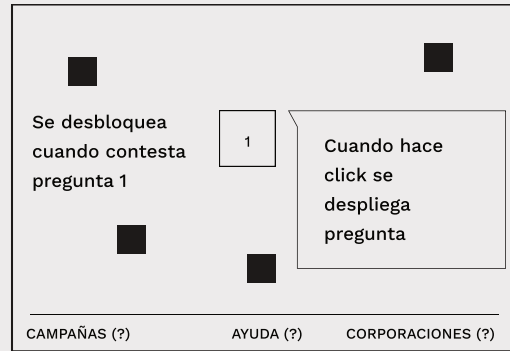 Se desbloquea
cuando contesta
pregunta 1
1
Cuando hace
click se
despliega
pregunta
CAMPAÑAS (?)
AYUDA (?)
CORPORACIONES (?)